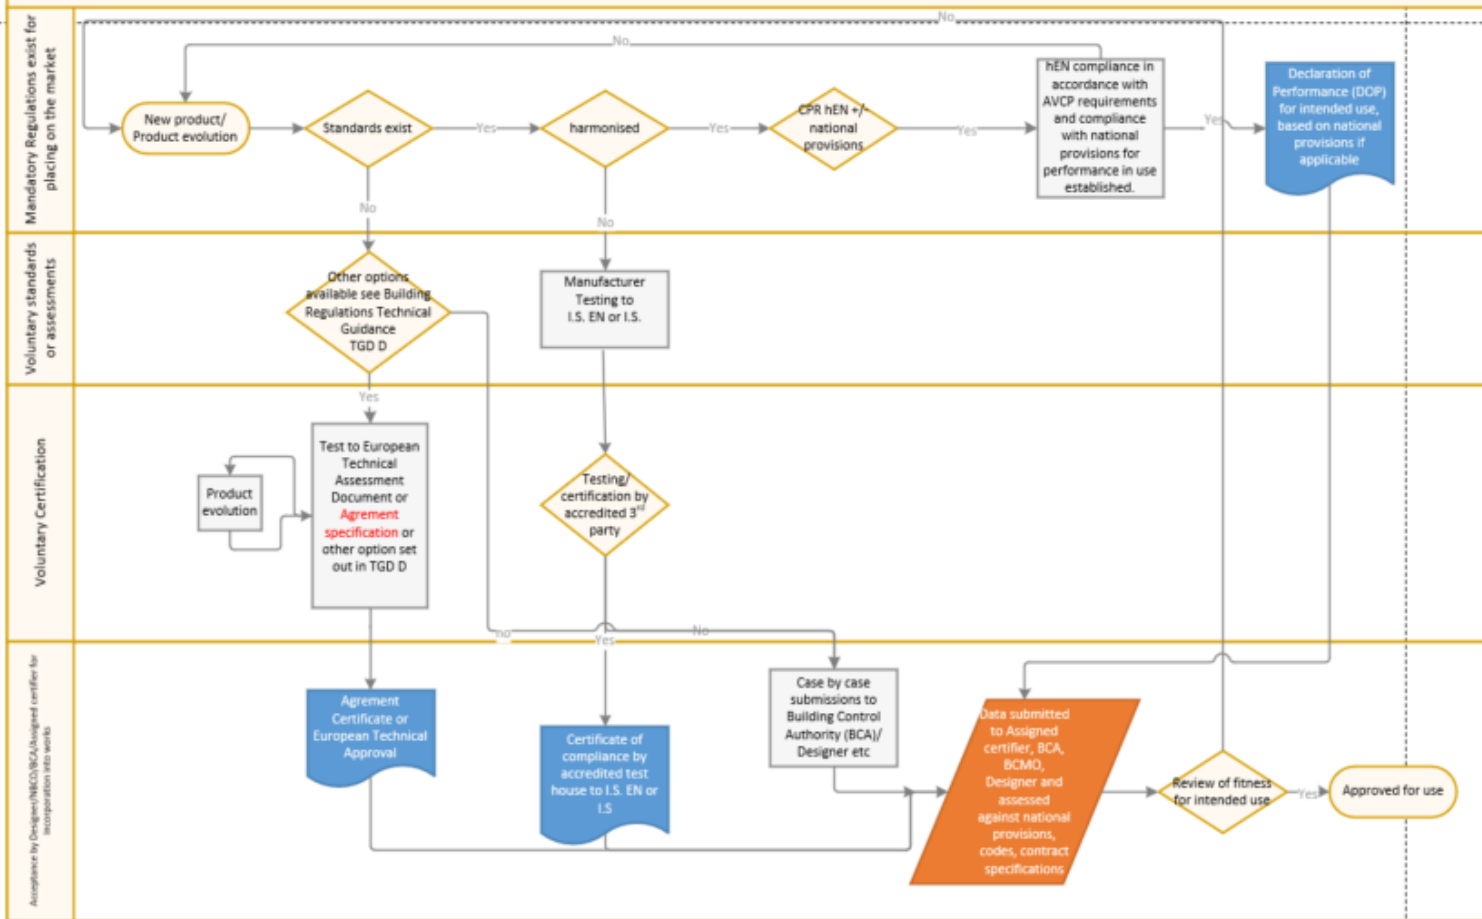 Mandatory Regulations exist for
placing on the market
No
No
New product/
Product evolution
Standards exist
Yes
harmonised
Yes
CPR hEN +/-
national
provisions
Yes
hEN compliance in
accordance with
AVCP requirements
and compliance
with national
provisions for
performance in use
established.
Yes
Declaration of
Performance (DOP)
for intended use,
based on national
provisions if
applicable
No
No
Voluntary standards
or assessments
Other options
available see Building
Regulations Technical
Guidance
TGD D
Manufacturer
Testing to
I.S. EN or I.S.
Yes
Voluntary Certification
Product
evolution
Test to European
Technical
Assessment
Document or
Agrement
specification or
other option set
out in TGD D
Testing/
certification by
accredited 3rd
party
no
Yes
No
Acceptance by Designer/NBCO/BCA/Assigned certifier for
incorporation into works
Agrement
Certificate or
European Technical
Approval
Certificate of
compliance by
accredited test
house to I.S. EN or
I.S
Case by case
submissions to
Building Control
Authority (BCA)/
Designer etc
Data submitted
to Assigned
certifier, BCA,
BCMO,
Designer and
assessed
against national
provisions,
codes, contract
specifications
Review of fitness
for intended use
Yes
Approved for use